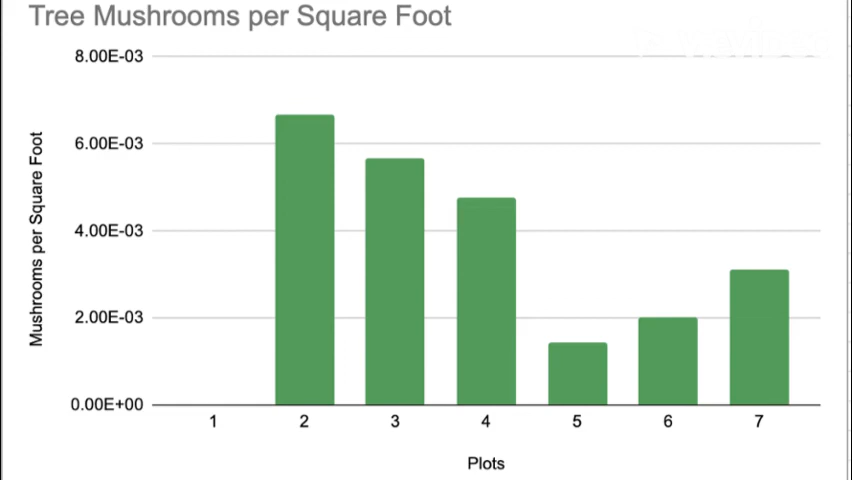 Tree Mushrooms per Square Foot
8.00E-03
6.00E-03
4.00E-03
2.00E-03
0.00E+00
Mushrooms per Square Foot
1 2 3 4 5 6 7
Plots